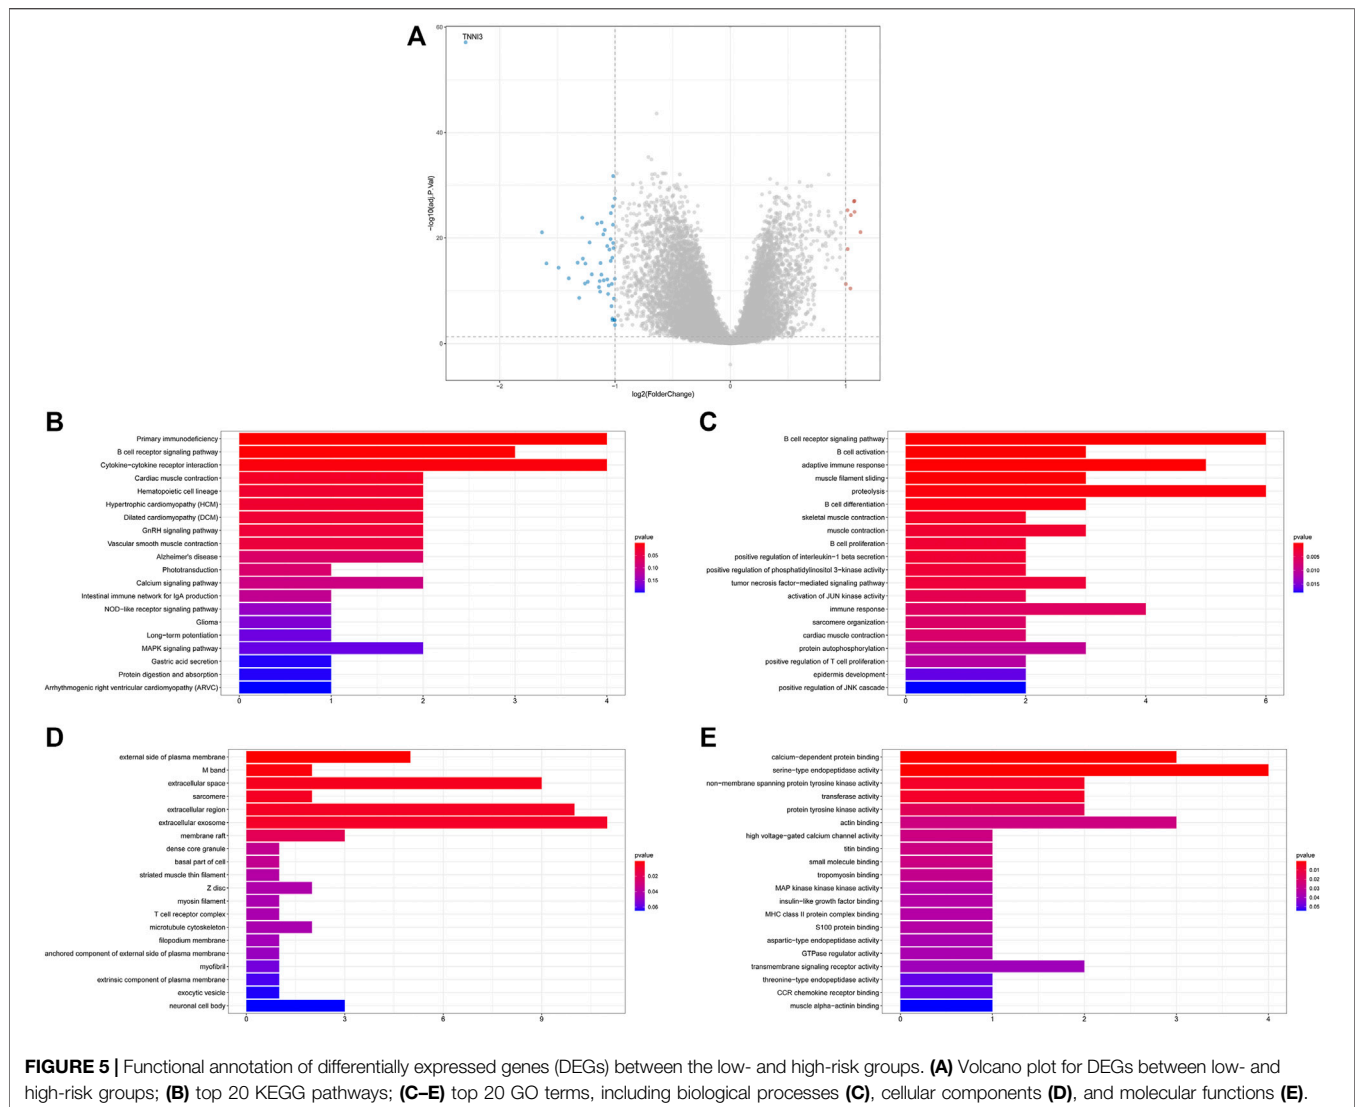 A
TNNI3
60
40
20
0
−log10(adj.P.Val)
−2
−1
0
1
log2(FolderChange)
B
Primary immunodeficiency
B cell receptor signaling pathway
Cytokine−cytokine receptor interaction
Cardiac muscle contraction
Hematopoietic cell lineage
Hypertrophic cardiomyopathy (HCM)
Dilated cardiomyopathy (DCM)
GnRH signaling pathway
Vascular smooth muscle contraction
Alzheimer's disease
Phototransduction
Calcium signaling pathway
Intestinal immune network for IgA production
NOD−like receptor signaling pathway
Glioma
Long−term potentiation
MAPK signaling pathway
Gastric acid secretion
Protein digestion and absorption
Arrhythmogenic right ventricular cardiomyopathy (ARVC)
0 1 2 3 4
pvalue
0.05
0.10
0.15
C
B cell receptor signaling pathway
B cell activation
adaptive immune response
muscle filament sliding
proteolysis
B cell differentiation
skeletal muscle contraction
muscle contraction
B cell proliferation
positive regulation of interleukin−1 beta secretion
positive regulation of phosphatidylinositol 3−kinase activity
tumor necrosis factor−mediated signaling pathway
activation of JUN kinase activity
immune response
sarcomere organization
cardiac muscle contraction
protein autophosphorylation
positive regulation of T cell proliferation
epidermis development
positive regulation of JNK cascade
0 2 4 6
pvalue
0.005
0.010
0.015
D
external side of plasma membrane
M band
extracellular space
sarcomere
extracellular region
extracellular exosome
membrane raft
dense core granule
basal part of cell
striated muscle thin filament
Z disc
myosin filament
T cell receptor complex
microtubule cytoskeleton
filopodium membrane
anchored component of external side of plasma membrane
myofibril
extrinsic component of plasma membrane
exocytic vesicle
neuronal cell body
0 3 6 9
pvalue
0.02
0.04
0.06
E
calcium−dependent protein binding
serine−type endopeptidase activity
non−membrane spanning protein tyrosine kinase activity
transferase activity
protein tyrosine kinase activity
actin binding
high voltage−gated calcium channel activity
titin binding
small molecule binding
tropomyosin binding
MAP kinase kinase kinase activity
insulin−like growth factor binding
MHC class II protein complex binding
S100 protein binding
aspartic−type endopeptidase activity
GTPase regulator activity
transmembrane signaling receptor activity
threonine−type endopeptidase activity
CCR chemokine receptor binding
muscle alpha−actinin binding
0 1 2 3 4
pvalue
0.01
0.02
0.03
0.04
0.05
FIGURE 5 | Functional annotation of differentially expressed genes (DEGs) between the low- and high-risk groups. (A) Volcano plot for DEGs between low- and
high-risk groups; (B) top 20 KEGG pathways; (C–E) top 20 GO terms, including biological processes (C), cellular components (D), and molecular functions (E).